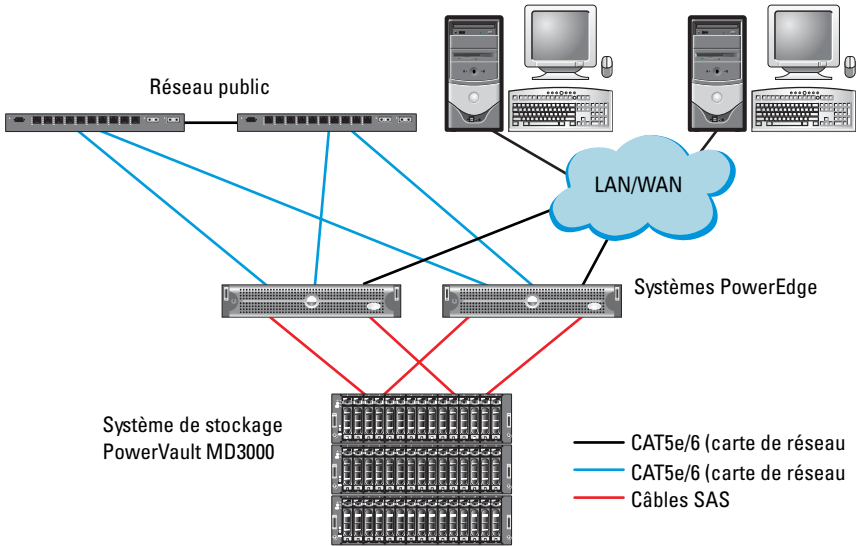 Réseau public
LAN/WAN
Systèmes PowerEdge
Système de stockage
PowerVault MD3000
CAT5e/6 (carte de réseau
CAT5e/6 (carte de réseau
Câbles SAS